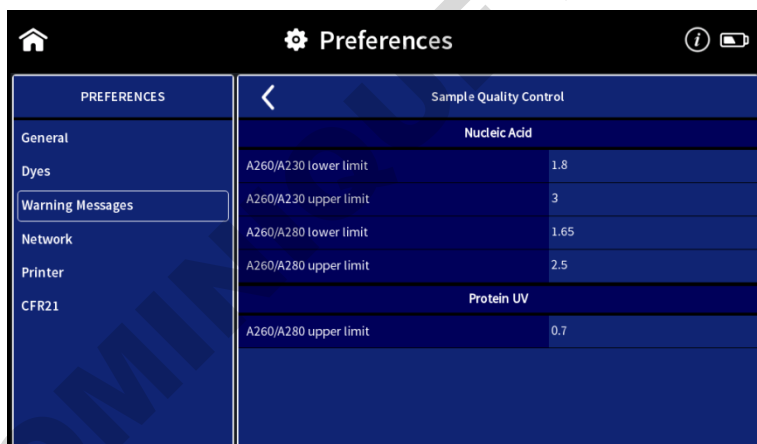 Preferences
PREFERENCES
General
Dyes
Warning Messages
Network
Printer
CFR21
Sample Quality Control
Nucleic Acid
A260/A230 lower limit 1.8
A260/A230 upper limit 3
A260/A280 lower limit 1.65
A260/A280 upper limit 2.5
Protein UV
A260/A280 upper limit 0.7